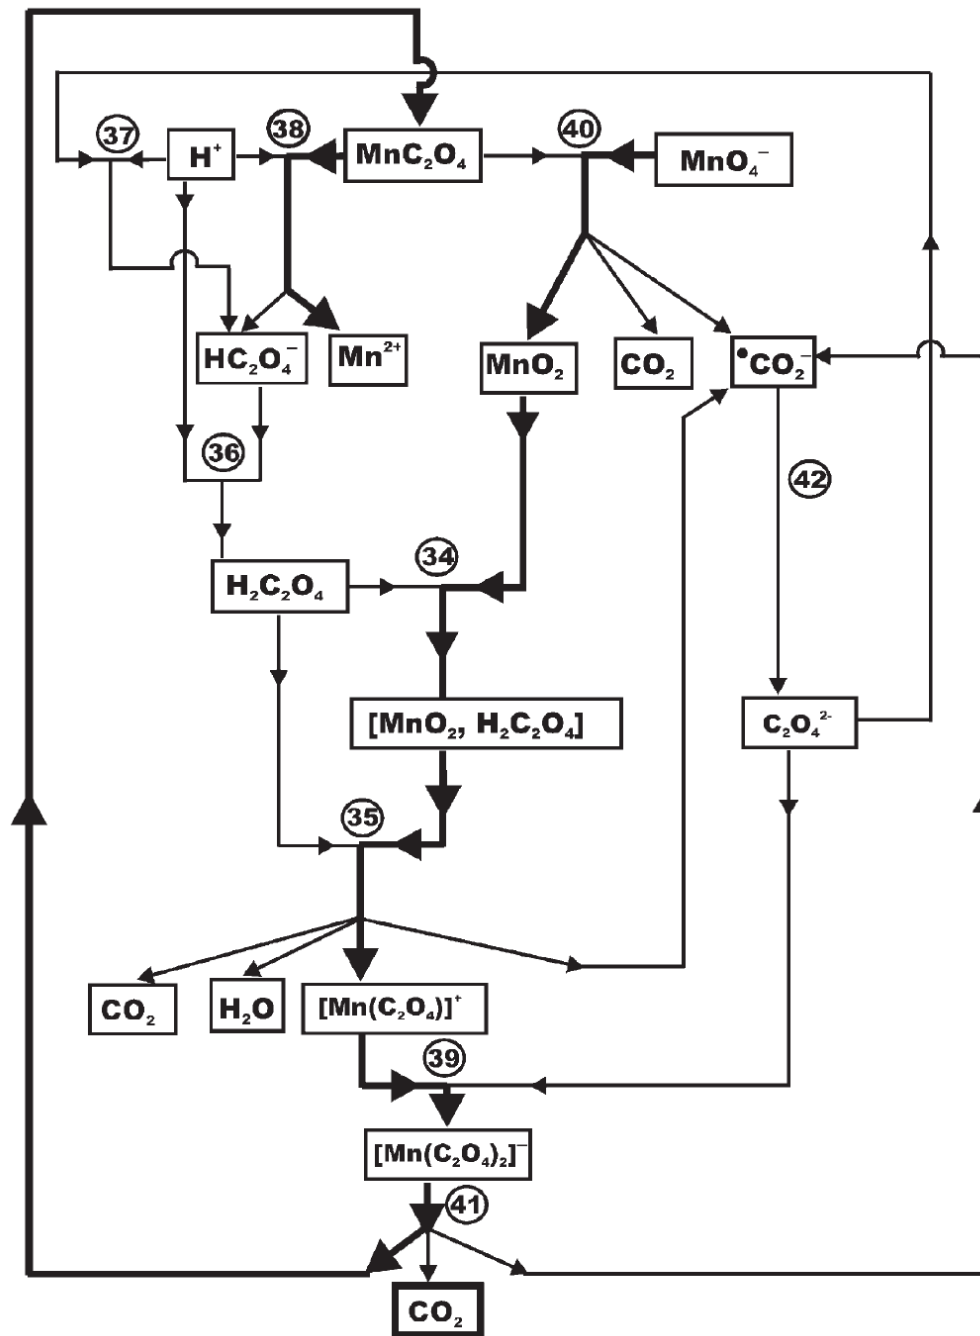 37
38
40
H⁺
MnC₂O₄
MnO₄⁻
HC₂O₄⁻
Mn²⁺
MnO₂
CO₂
•CO₂⁻
36
42
34
H₂C₂O₄
[MnO₂, H₂C₂O₄]
C₂O₄²⁻
35
CO₂
H₂O
[Mn(C₂O₄)]⁺
39
[Mn(C₂O₄)₂]⁻
41
CO₂